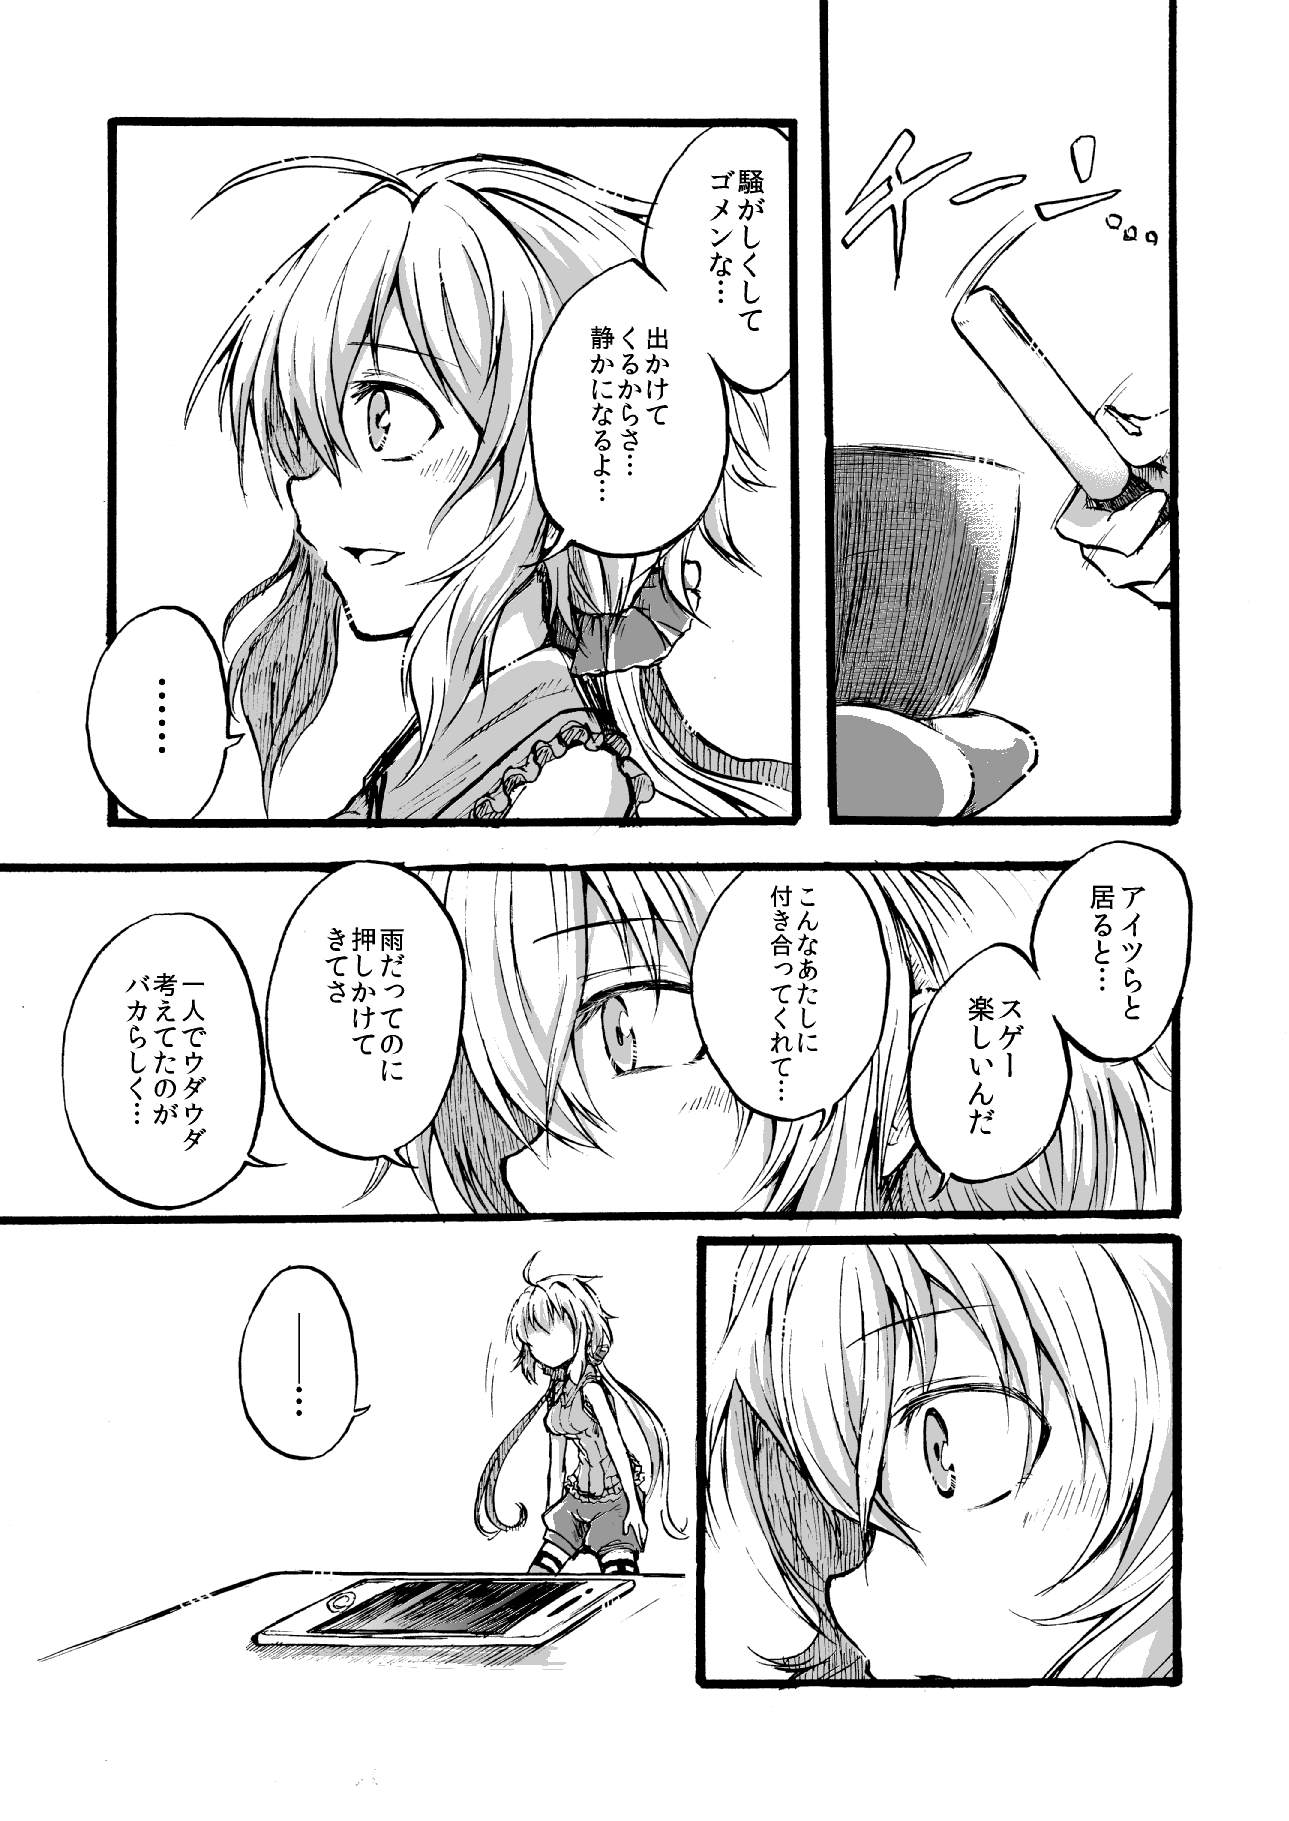 チーン…
騒がしくして
ゴメンな…
出かけて
くるからさ…
静かになるよ…
……
アイツらと
居ると…
スゲー
楽しいんだ
こんなあたしに
付き合ってくれて…
雨だってのに
押しかけて
きてさ
一人でウダウダ
考えてたのが
バカらしく…
――…